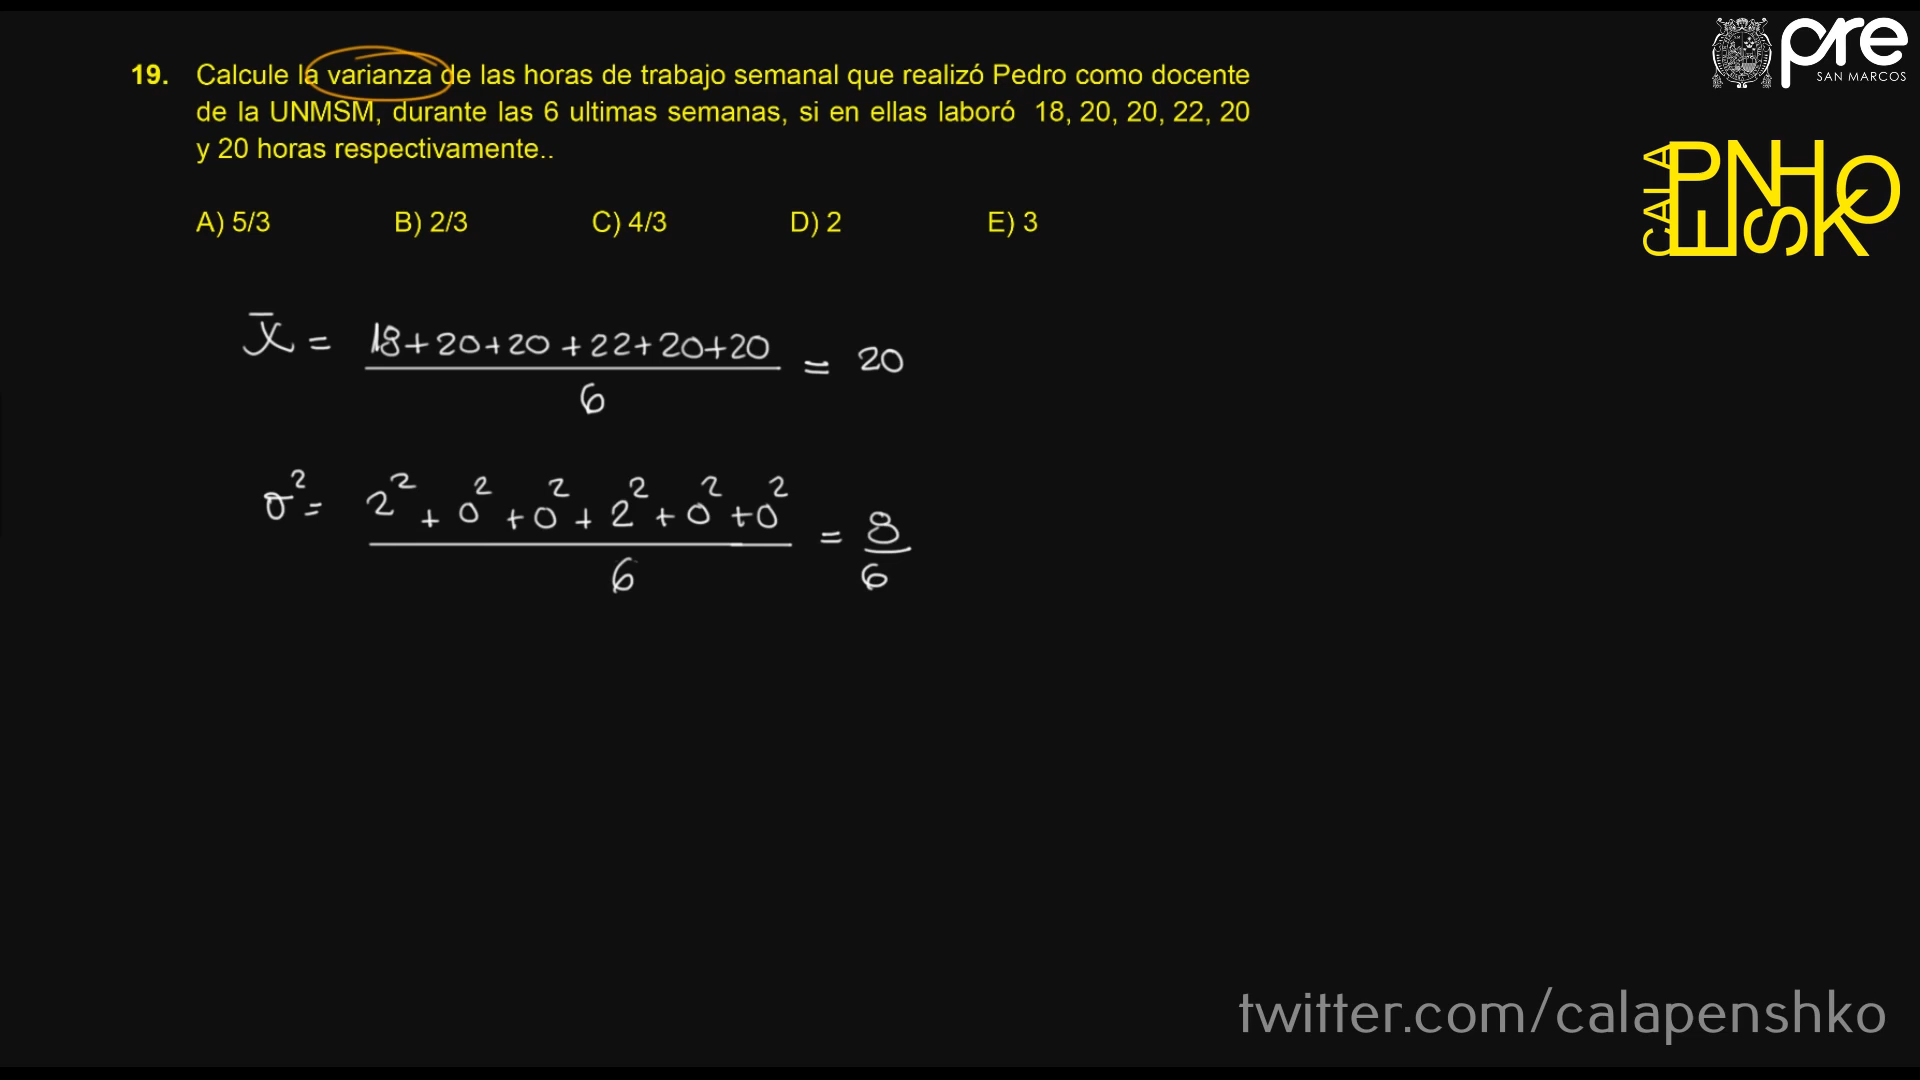 19. Calcule la varianza de las horas de trabajo semanal que realizó Pedro como docente
de la UNMSM, durante las 6 ultimas semanas, si en ellas laboró 18, 20, 20, 22, 20
y 20 horas respectivamente..
A) 5/3 B) 2/3 C) 4/3 D) 2 E) 3
x̄ = (18+20+20+22+20+20)/6 = 20
σ² = (2² + 0² + 0² + 2² + 0² + 0²)/6 = 8/6
pre
SAN MARCOS
CALA
PENSHKO
twitter.com/calapenshko